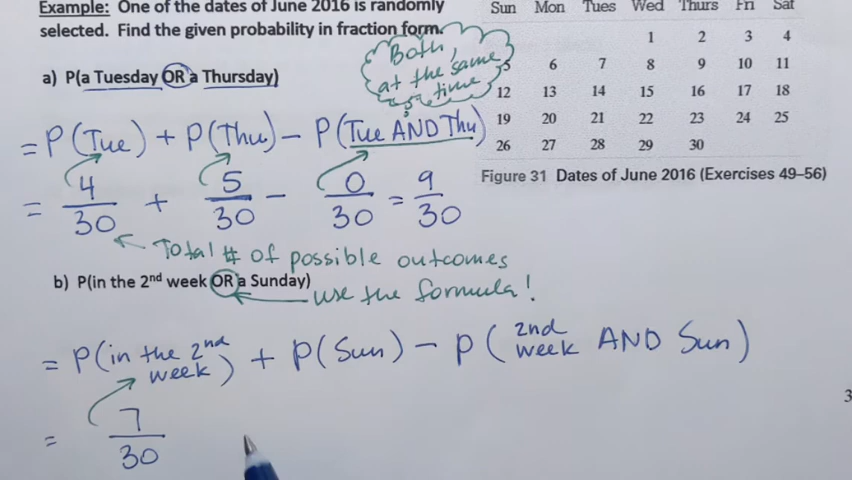 Example: One of the dates of June 2016 is randomly
selected. Find the given probability in fraction form.
a) P(a Tuesday OR a Thursday)
Both,
at the same
time
= P(Tue) + P(Thu) − P(Tue AND Thu)
= 4/30 + 5/30 − 0/30 = 9/30
Total # of possible outcomes
b) P(in the 2nd week OR a Sunday)
use the formula!
= P(in the 2nd week) + P(Sun) − P(2nd week AND Sun)
= 7/30
Sun Mon Tues Wed Thurs Fri Sat
1 2 3 4
5 6 7 8 9 10 11
12 13 14 15 16 17 18
19 20 21 22 23 24 25
26 27 28 29 30
Figure 31 Dates of June 2016 (Exercises 49–56)
3